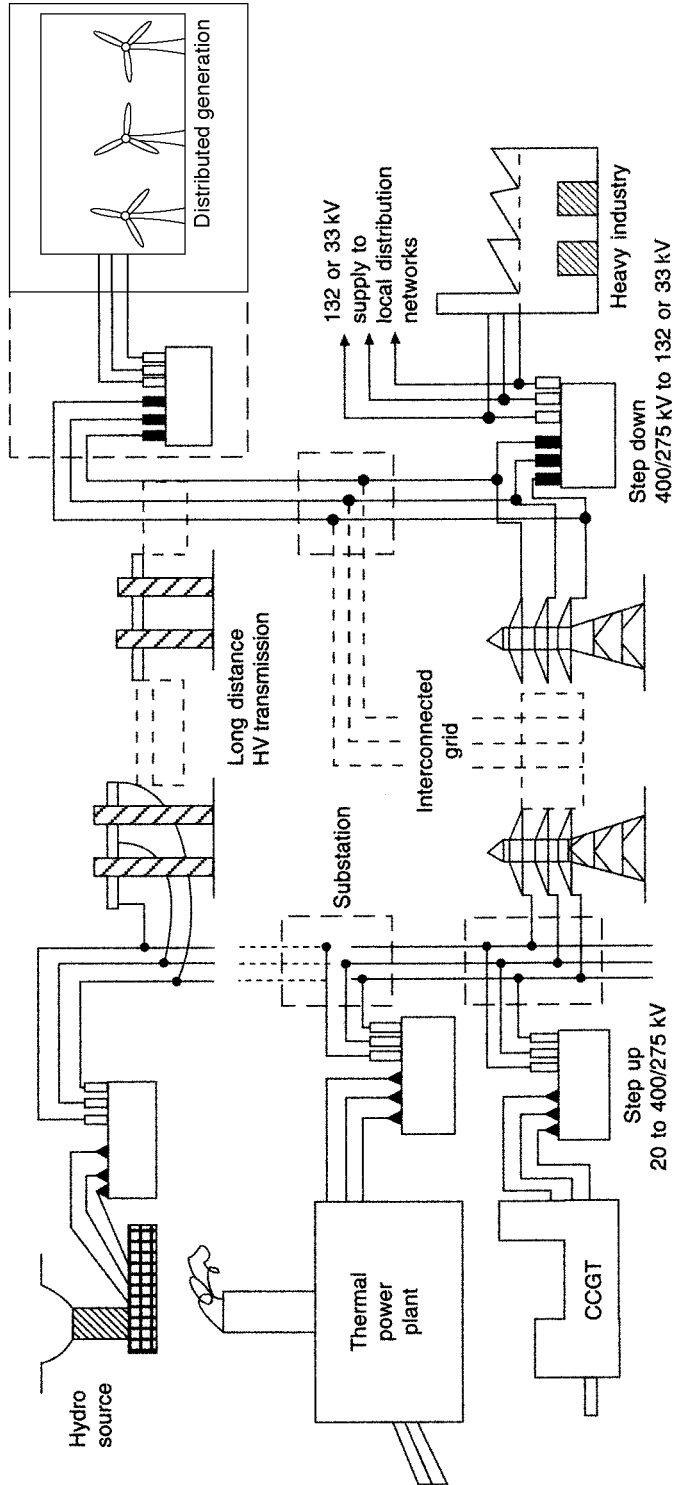 Hydro
source
Long distance
HV transmission
Distributed generation
Thermal
power
plant
Substation
Interconnected
grid
132 or 33 kV
supply to
local distribution
networks
Heavy industry
CCGT
Step up
20 to 400/275 kV
Step down
400/275 kV to 132 or 33 kV